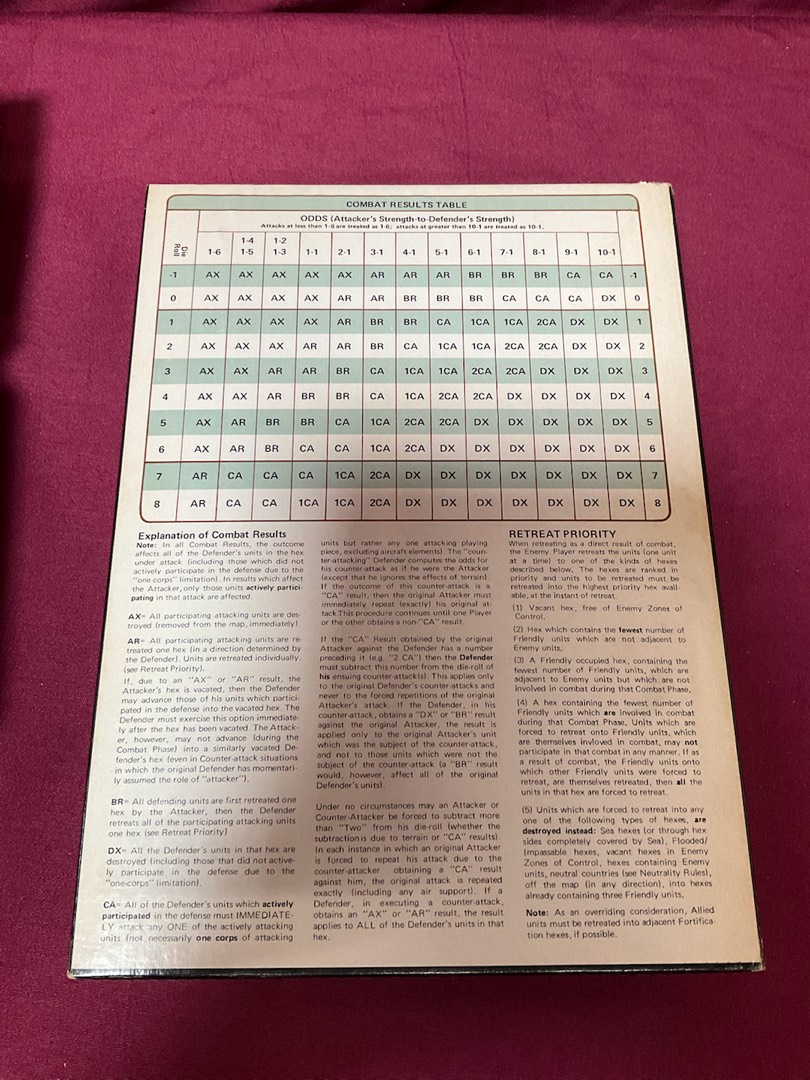 COMBAT RESULTS TABLE
ODDS (Attacker's Strength-to-Defender's Strength)
Attacks at less than 1-6 are treated as 1-6; attacks at greater than 10-1 are treated as 10-1.
Die Roll 1-6 1-4 1-5 1-2 1-3 1-1 2-1 3-1 4-1 5-1 6-1 7-1 8-1 9-1 10-1
-1 AX AX AX AX AX AR AR AR BR BR BR CA CA -1
0 AX AX AX AX AR AR BR BR BR CA CA CA DX 0
1 AX AX AX AX AR BR BR CA 1CA 1CA 2CA DX DX 1
2 AX AX AX AR AR BR CA 1CA 1CA 2CA 2CA DX DX 2
3 AX AX AR AR BR CA 1CA 1CA 2CA 2CA DX DX DX 3
4 AX AX AR BR BR CA 1CA 2CA 2CA DX DX DX DX 4
5 AX AR BR BR CA 1CA 2CA 2CA DX DX DX DX DX 5
6 AX AR BR CA CA 1CA 2CA DX DX DX DX DX DX 6
7 AR CA CA CA 1CA 2CA DX DX DX DX DX DX DX 7
8 AR CA CA 1CA 1CA 2CA DX DX DX DX DX DX DX 8
Explanation of Combat Results
Note: In all Combat Results, the outcome
affects all of the Defender's units in the hex
under attack (including those which did not
actively participate in the defense due to the
"one corps" limitation). In results which affect
the Attacker, only those units actively partici-
pating in that attack are affected.
AX= All participating attacking units are des-
troyed (removed from the map, immediately).
AR= All participating attacking units are re-
treated one hex (in a direction determined by
the Defender). Units are retreated individually.
(see Retreat Priority).
If, due to an "AX" or "AR" result, the
Attacker's hex is vacated, then the Defender
may advance those of his units which partici-
pated in the defense into the vacated hex. The
Defender must exercise this option immediate-
ly after the hex has been vacated. The Attack-
er, however, may not advance (during the
Combat Phase) into a similarly vacated De-
fender's hex (even in Counter-attack situations
in which the original Defender has momentari-
ly assumed the role of "attacker").
BR= All defending units are first retreated one
hex by the Attacker, then the Defender
retreats all of the participating attacking units
one hex (see Retreat Priority)
DX= All the Defender's units in that hex are
destroyed (including those that did not active-
ly participate in the defense due to the
"one-corps" limitation).
CA= All of the Defender's units which actively
participated in the defense must IMMEDIATE-
LY attack any ONE of the actively attacking
units (not necessarily one corps of attacking
units but rather any one attacking playing
piece, excluding aircraft elements). The "coun-
ter-attacking" Defender computes the odds for
his counter-attack as if he were the Attacker
(except that he ignores the effects of terrain).
If the outcome of this counter-attack is a
"CA" result, then the original Attacker must
immediately repeat (exactly) his original at-
tack. This procedure continues until one Player
or the other obtains a non-"CA" result.
If the "CA" Result obtained by the original
Attacker against the Defender has a number
preceding it (e.g. "2 CA") then the Defender
must subtract this number from the die-roll of
his ensuing counter-attack(s). This applies only
to the original Defender's counter-attacks and
never to the forced repetitions of the original
Attacker's attack. If the Defender, in his
counter-attack, obtains a "DX" or "BR" result
against the original Attacker, the result is
applied only to the original Attacker's unit
which was the subject of the counter-attack,
and not to those units which were not the
subject of the counter-attack (a "BR" result
would, however, affect all of the original
Defender's units).
Under no circumstances may an Attacker or
Counter-Attacker be forced to subtract more
than "Two" from his die-roll (whether the
subtraction is due to terrain or "CA" results).
In each instance in which an original Attacker
is forced to repeat his attack due to the
counter-attacker obtaining a "CA" result
against him, the original attack is repeated
exactly (including any air support). If a
Defender, in executing a counter-attack,
obtains an "AX" or "AR" result, the result
applies to ALL of the Defender's units in that
hex.
RETREAT PRIORITY
When retreating as a direct result of combat,
the Enemy Player retreats the units (one unit
at a time) to one of the kinds of hexes
described below. The hexes are ranked in
priority and units to be retreated must be
retreated into the highest priority hex avail-
able, at the instant of retreat.
(1) Vacant hex, free of Enemy Zones of
Control.
(2) Hex which contains the fewest number of
Friendly units which are not adjacent to
Enemy units.
(3) A Friendly occupied hex, containing the
fewest number of Friendly units, which are
adjacent to Enemy units but which are not
involved in combat during that Combat Phase.
(4) A hex containing the fewest number of
Friendly units which are involved in combat
during that Combat Phase. Units which are
forced to retreat onto Friendly units, which
are themselves invloved in combat, may not
participate in that combat in any manner. If as
a result of combat, the Friendly units onto
which other Friendly units were forced to
retreat, are themselves retreated, then all the
units in that hex are forced to retreat.
(5) Units which are forced to retreat into any
one of the following types of hexes, are
destroyed instead: Sea hexes (or through hex
sides completely covered by Sea), Flooded/
Impassable hexes, vacant hexes in Enemy
Zones of Control, hexes containing Enemy
units, neutral countries (see Neutrality Rules),
off the map (in any direction), into hexes
already containing three Friendly units.
Note: As an overriding consideration, Allied
units must be retreated into adjacent Fortifica-
tion hexes, if possible.